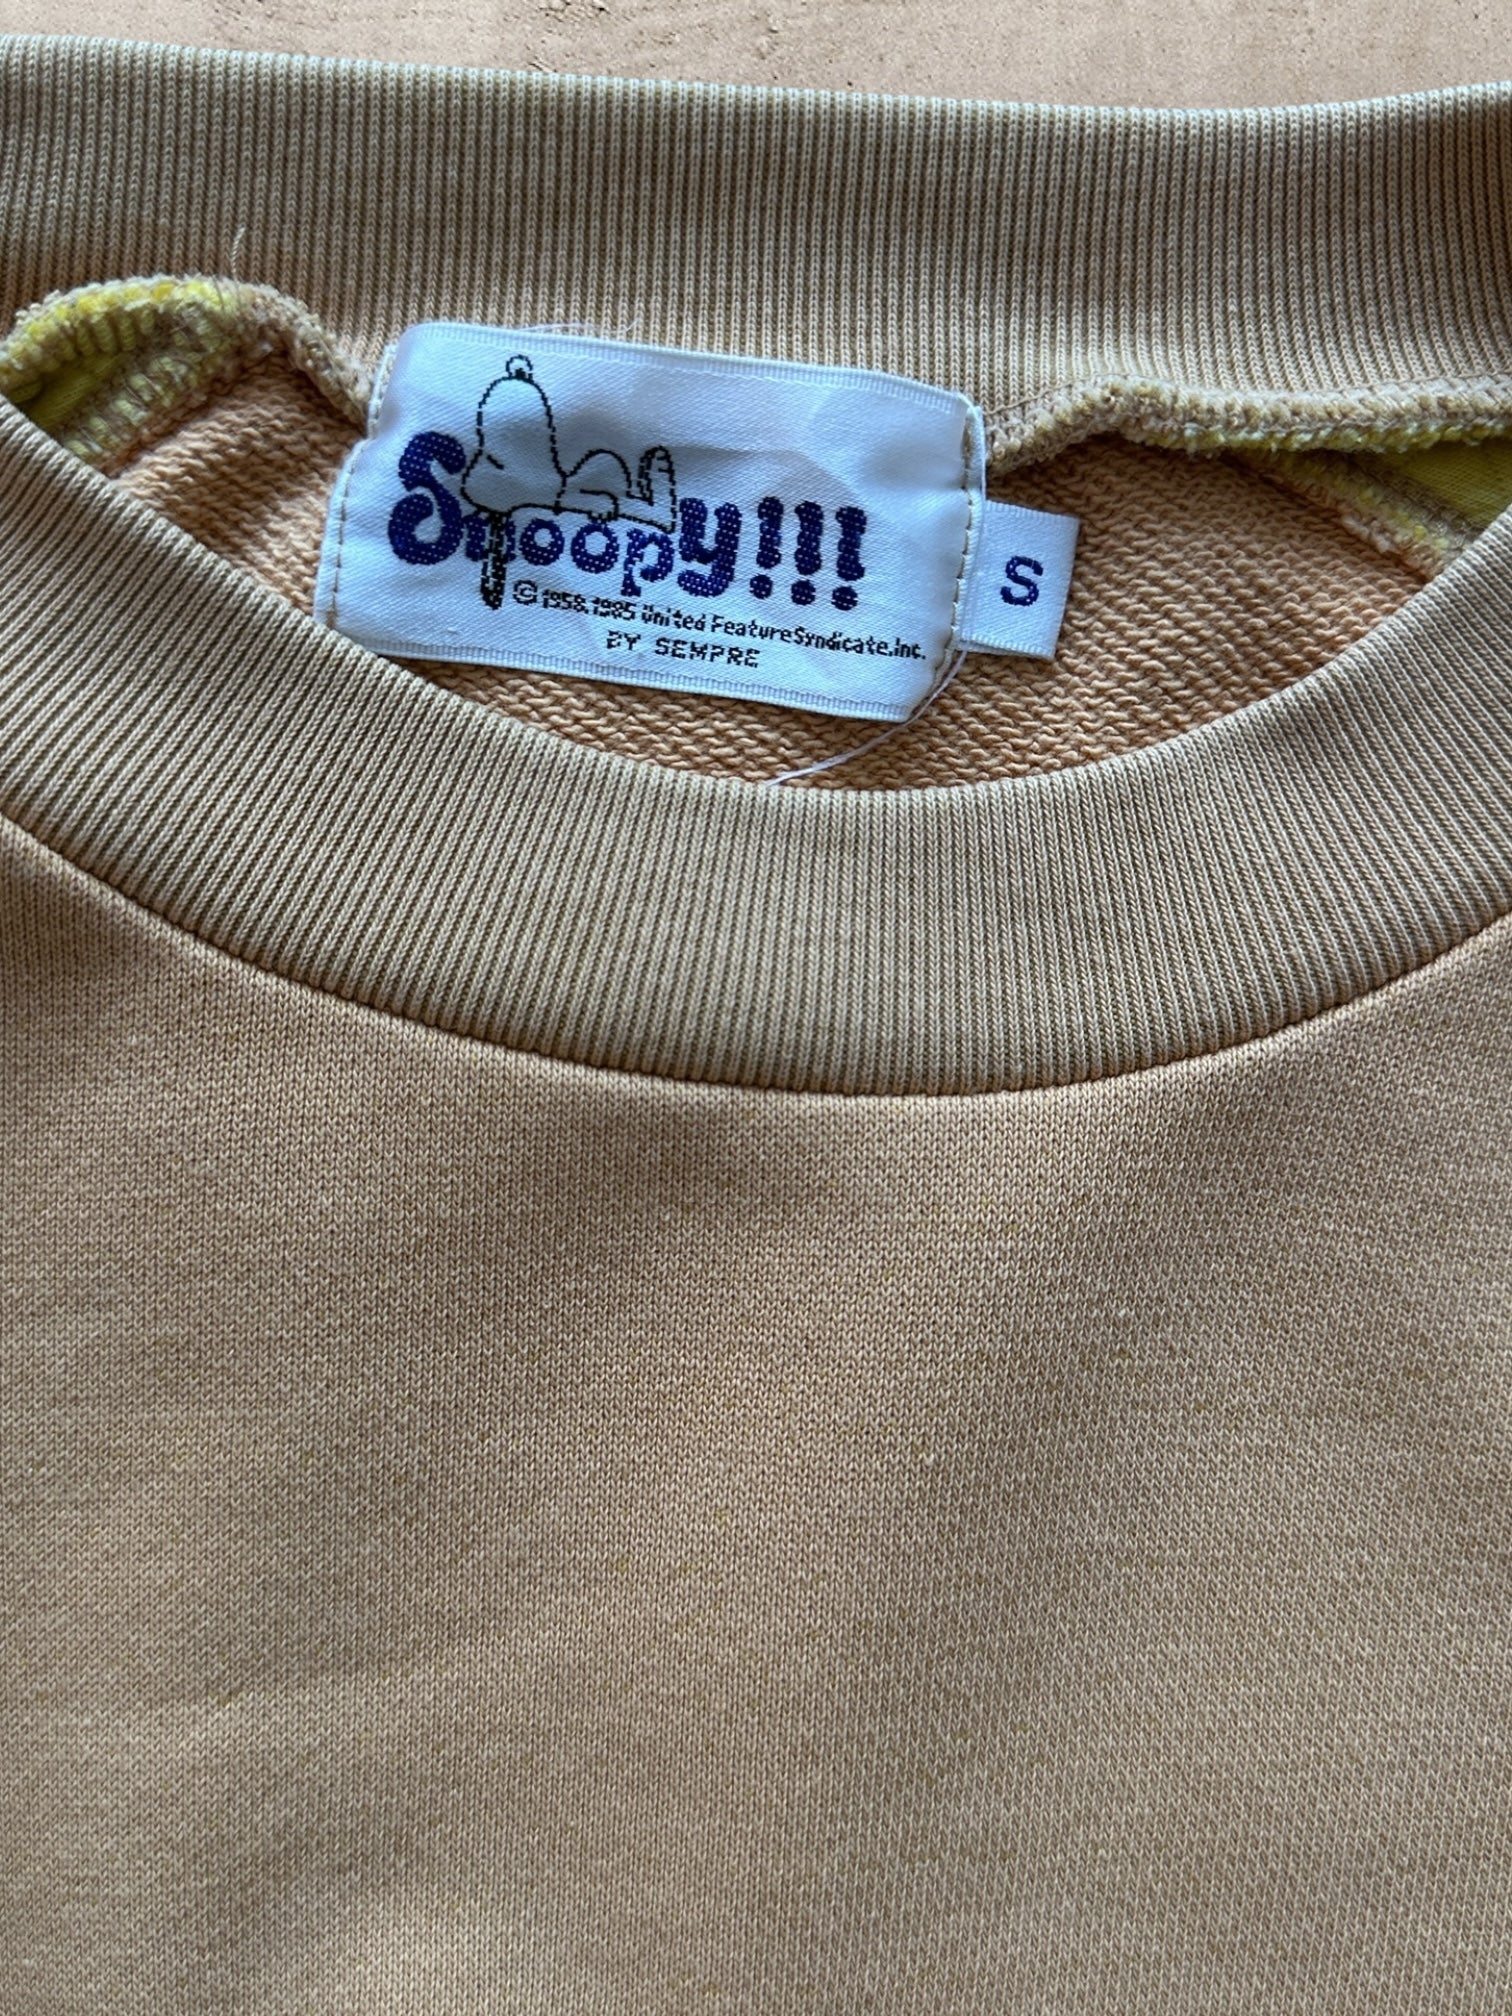 Snoopy!!!
© 1958, 1985 United Feature Syndicate, Inc.
BY SEMPRE
S